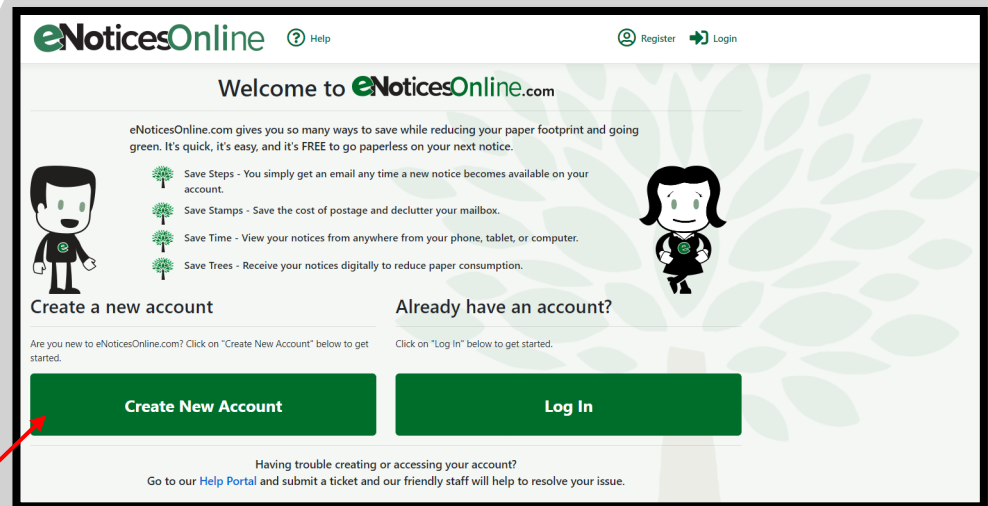 eNoticesOnline ? Help Register Login
Welcome to eNoticesOnline.com
eNoticesOnline.com gives you so many ways to save while reducing your paper footprint and going
green. It's quick, it's easy, and it's FREE to go paperless on your next notice.
Save Steps - You simply get an email any time a new notice becomes available on your
account.
Save Stamps - Save the cost of postage and declutter your mailbox.
Save Time - View your notices from anywhere from your phone, tablet, or computer.
Save Trees - Receive your notices digitally to reduce paper consumption.
e
e
Create a new account
Are you new to eNoticesOnline.com? Click on "Create New Account" below to get
started.
Create New Account
Already have an account?
Click on "Log In" below to get started.
Log In
Having trouble creating or accessing your account?
Go to our Help Portal and submit a ticket and our friendly staff will help to resolve your issue.